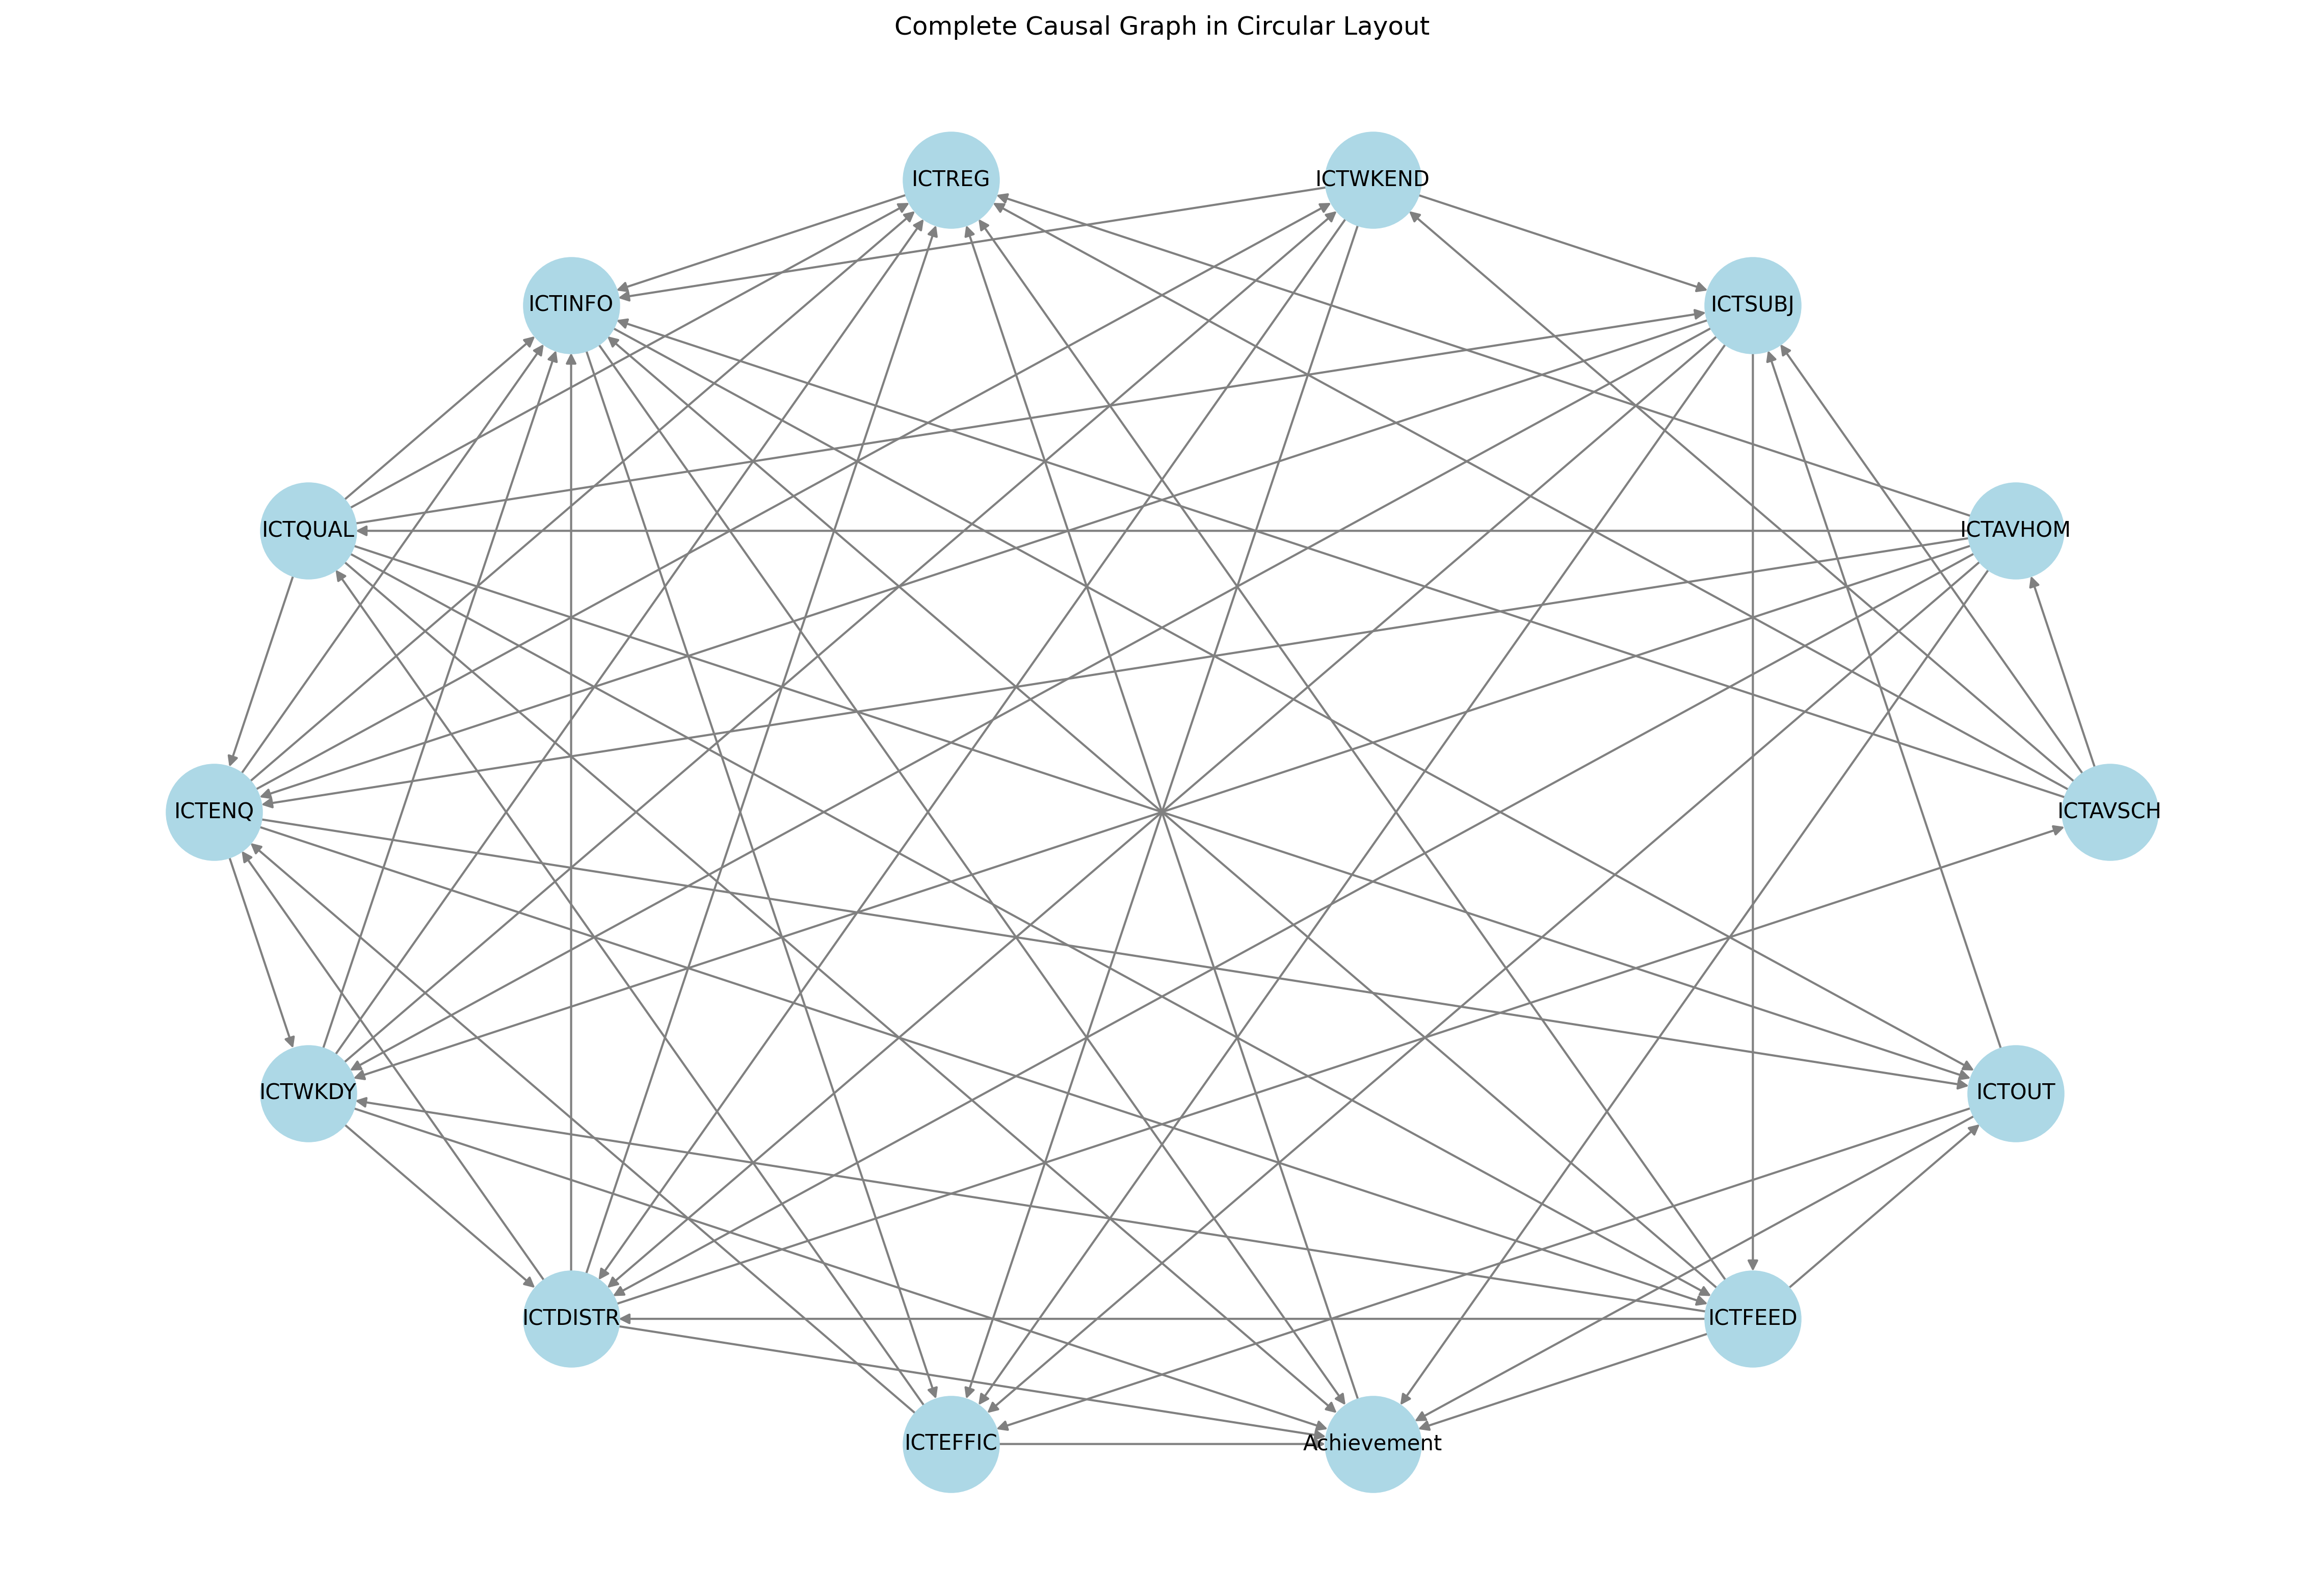 Complete Causal Graph in Circular Layout
ICTREG
ICTWKEND
ICTINFO
ICTSUBJ
ICTQUAL
ICTAVHOM
ICTENQ
ICTAVSCH
ICTWKDY
ICTOUT
ICTDISTR
ICTFEED
ICTEFFIC
Achievement